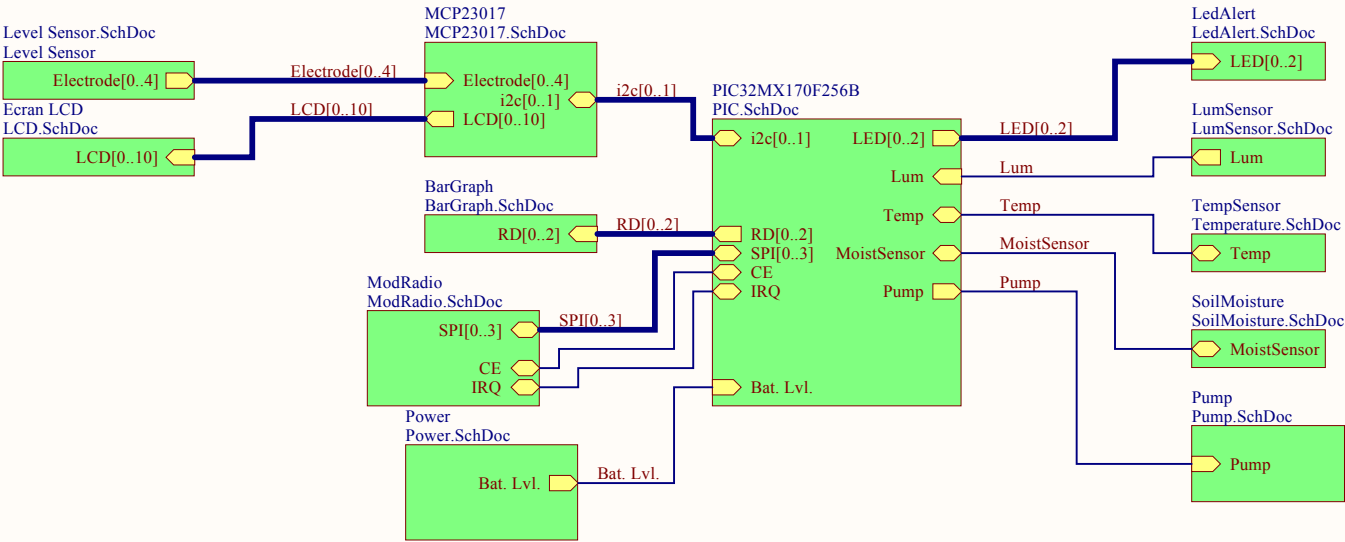 Level Sensor.SchDoc
Level Sensor
Electrode[0..4]
Electrode[0..4]
Ecran LCD
LCD.SchDoc
LCD[0..10]
LCD[0..10]
MCP23017
MCP23017.SchDoc
Electrode[0..4]
i2c[0..1]
LCD[0..10]
i2c[0..1]
BarGraph
BarGraph.SchDoc
RD[0..2]
RD[0..2]
ModRadio
ModRadio.SchDoc
SPI[0..3]
CE
IRQ
SPI[0..3]
Power
Power.SchDoc
Bat. Lvl.
Bat. Lvl.
PIC32MX170F256B
PIC.SchDoc
i2c[0..1]
LED[0..2]
Lum
Temp
RD[0..2]
SPI[0..3]
MoistSensor
CE
IRQ
Pump
Bat. Lvl.
LED[0..2]
Lum
Temp
MoistSensor
Pump
LedAlert
LedAlert.SchDoc
LED[0..2]
LumSensor
LumSensor.SchDoc
Lum
TempSensor
Temperature.SchDoc
Temp
SoilMoisture
SoilMoisture.SchDoc
MoistSensor
Pump
Pump.SchDoc
Pump